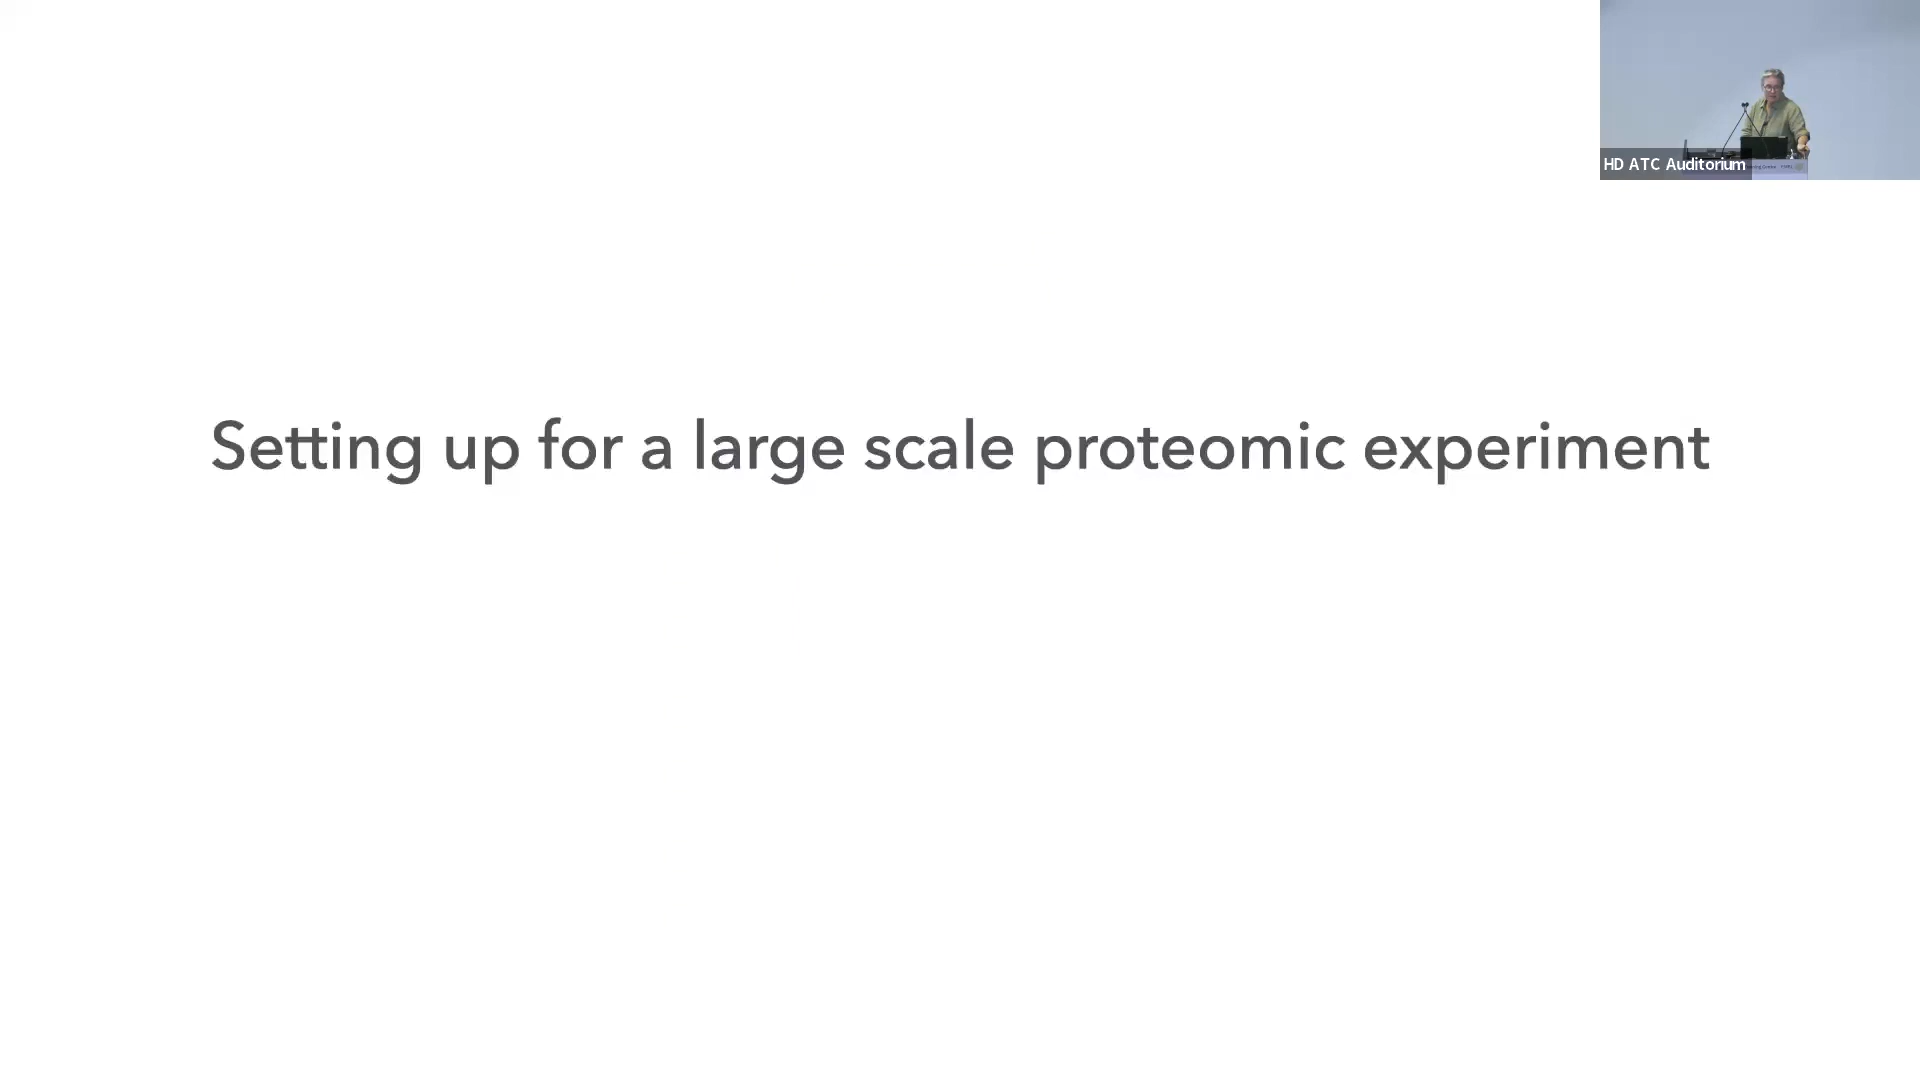 HD ATC Auditorium
Setting up for a large scale proteomic experiment